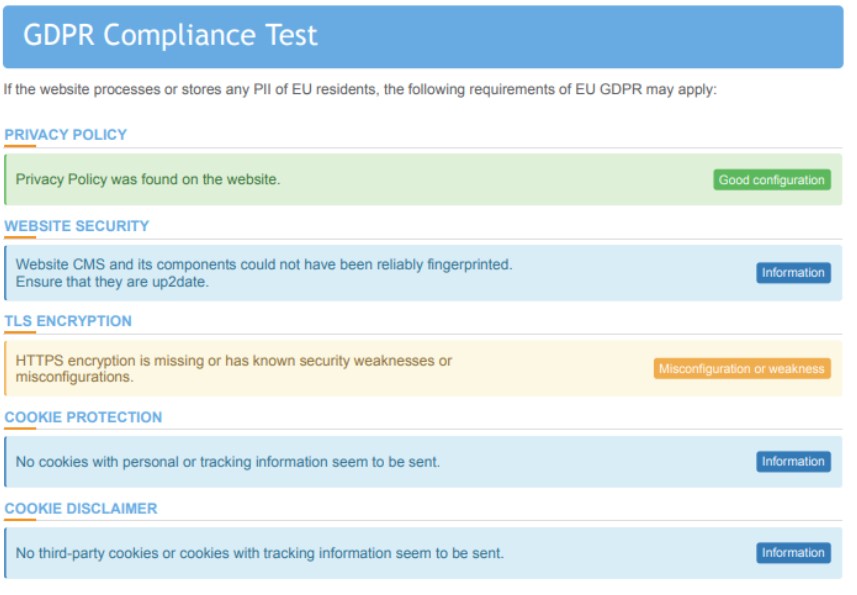 GDPR Compliance Test
If the website processes or stores any PII of EU residents, the following requirements of EU GDPR may apply:
PRIVACY POLICY
Privacy Policy was found on the website.
Good configuration
WEBSITE SECURITY
Website CMS and its components could not have been reliably fingerprinted.
Ensure that they are up2date.
Information
TLS ENCRYPTION
HTTPS encryption is missing or has known security weaknesses or
misconfigurations.
Misconfiguration or weakness
COOKIE PROTECTION
No cookies with personal or tracking information seem to be sent.
Information
COOKIE DISCLAIMER
No third-party cookies or cookies with tracking information seem to be sent.
Information